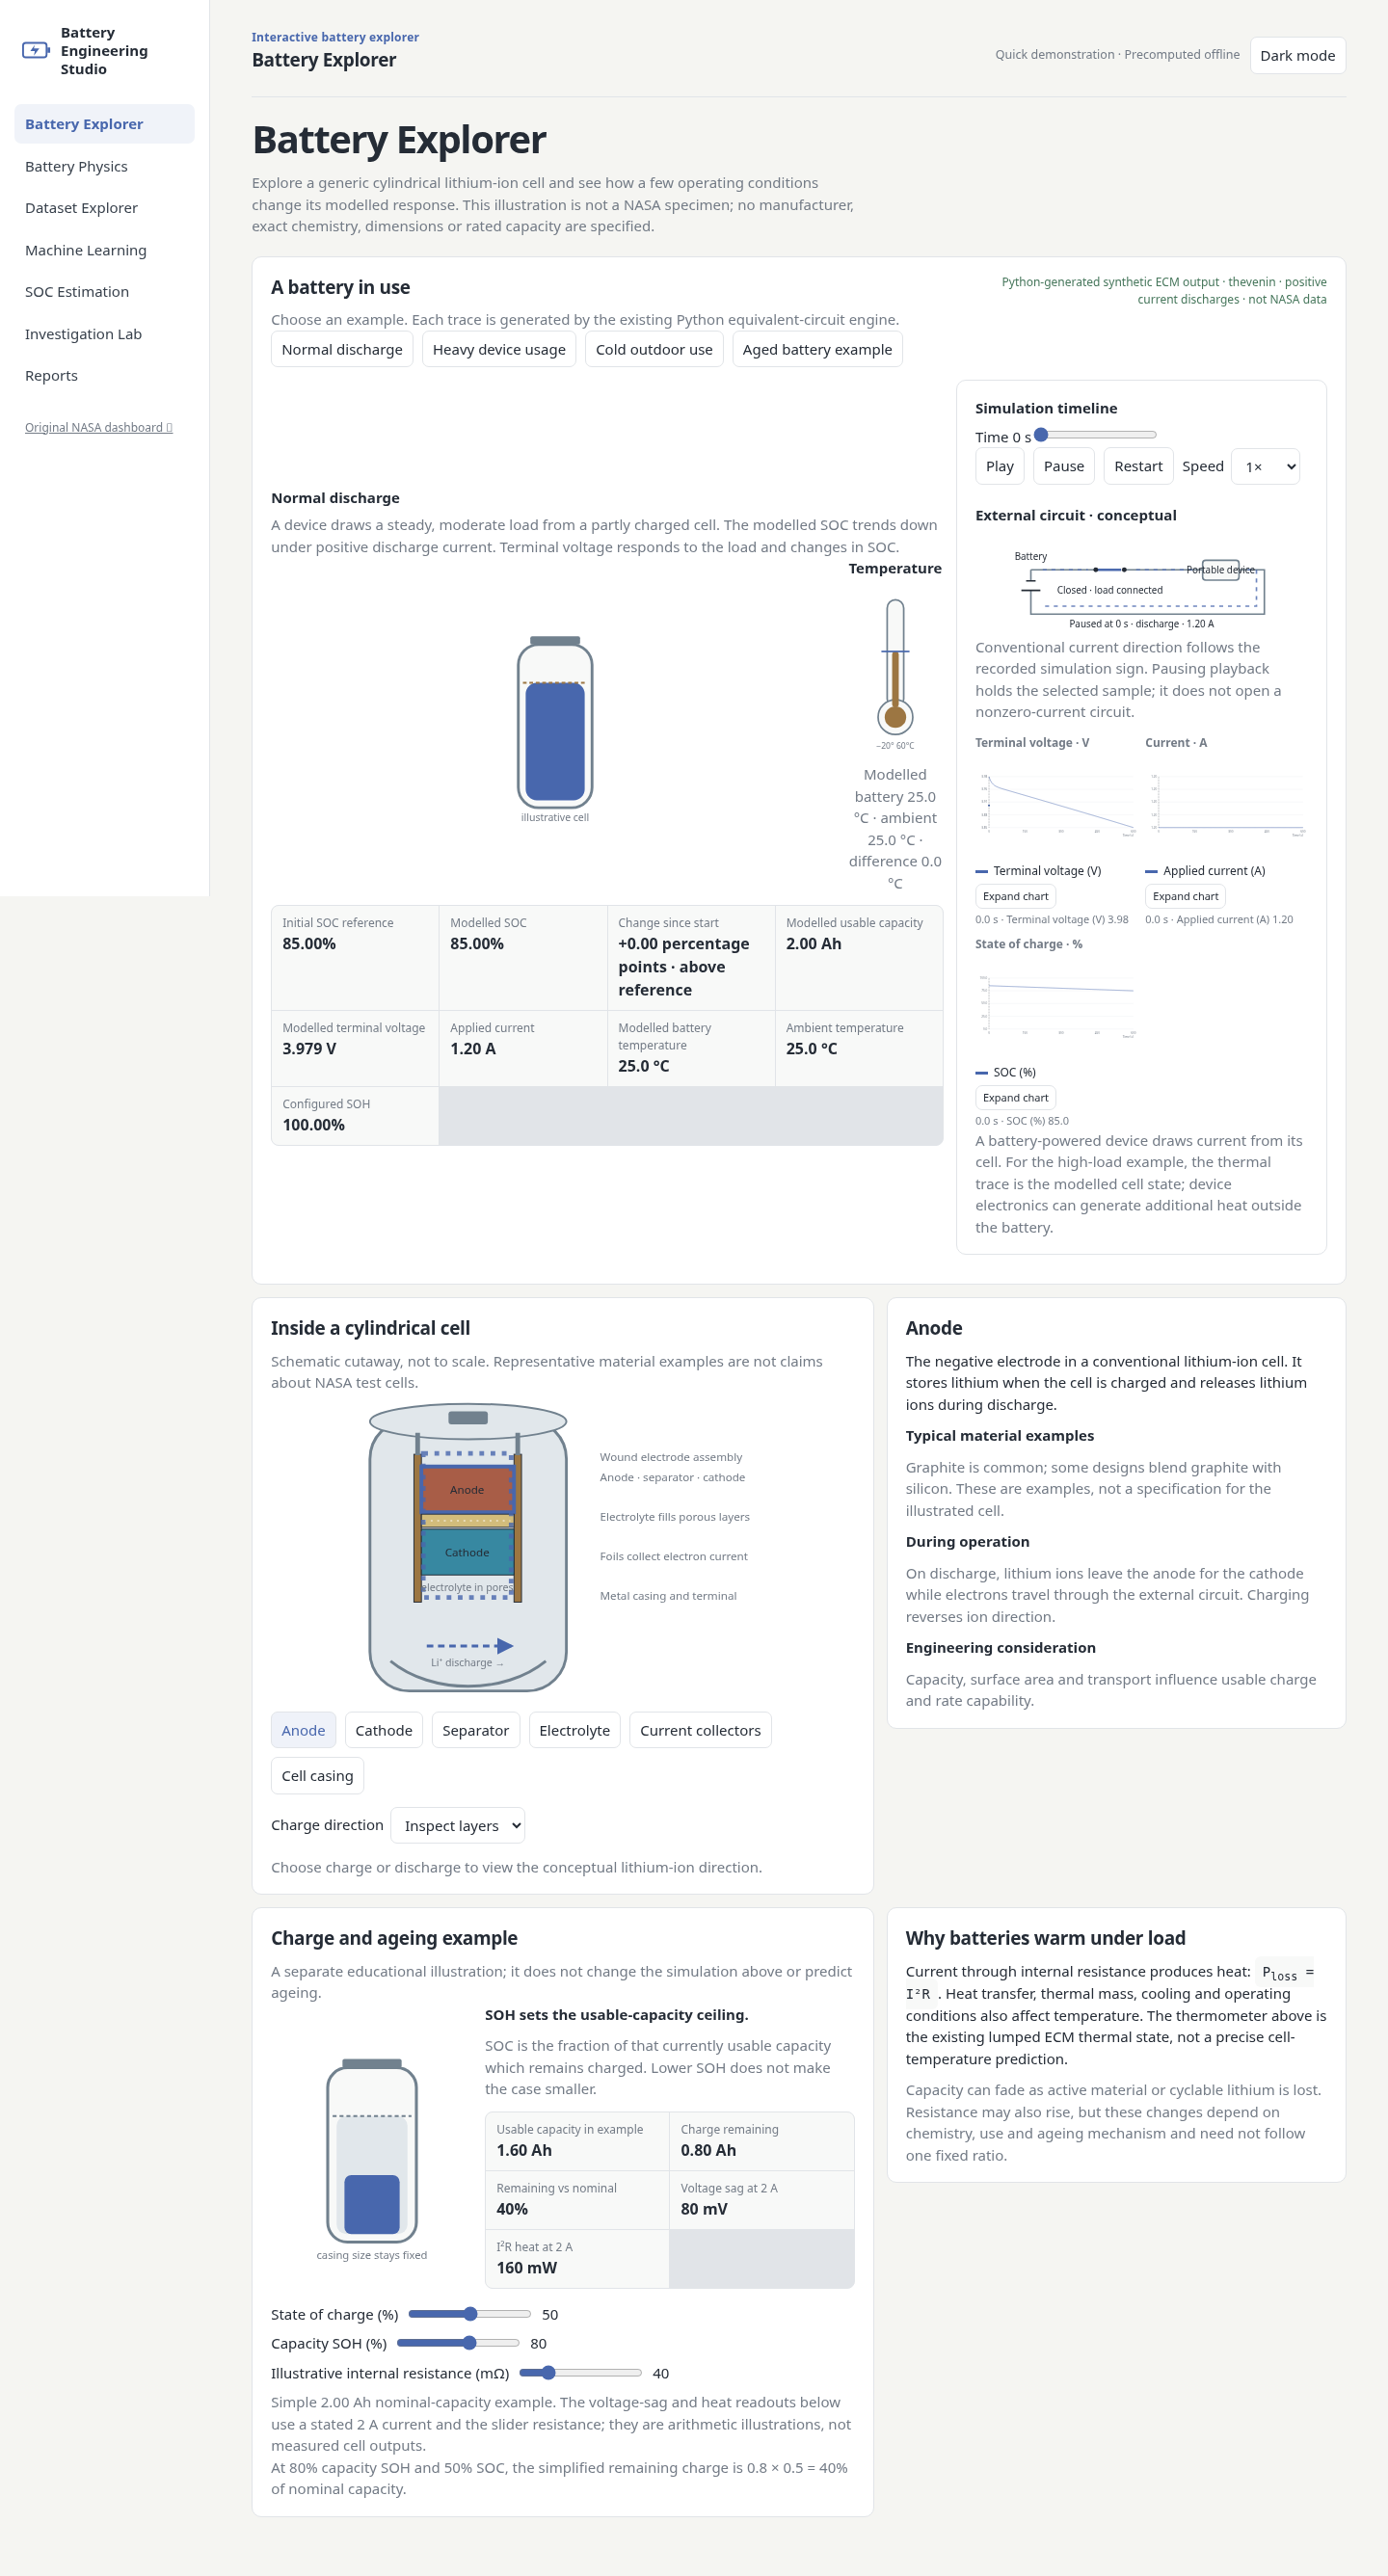 Battery
Engineering
Studio
Battery Explorer
Battery Physics
Dataset Explorer
Machine Learning
SOC Estimation
Investigation Lab
Reports
Original NASA dashboard
Interactive battery explorer
Battery Explorer
Quick demonstration · Precomputed offline
Dark mode
Battery Explorer
Explore a generic cylindrical lithium-ion cell and see how a few operating conditions
change its modelled response. This illustration is not a NASA specimen; no manufacturer,
exact chemistry, dimensions or rated capacity are specified.
A battery in use
Python-generated synthetic ECM output · thevenin · positive
current discharges · not NASA data
Choose an example. Each trace is generated by the existing Python equivalent-circuit engine.
Normal discharge
Heavy device usage
Cold outdoor use
Aged battery example
Normal discharge
A device draws a steady, moderate load from a partly charged cell. The modelled SOC trends down
under positive discharge current. Terminal voltage responses to the load and changes in SOC.
illustrative cell
Temperature
−20° 60°C
Modelled
battery 25.0
°C · ambient
25.0 °C ·
difference 0.0
°C
Initial SOC reference
85.00%
Modelled SOC
85.00%
Change since start
+0.00 percentage
points · above
reference
Modelled usable capacity
2.00 Ah
Modelled terminal voltage
3.979 V
Applied current
1.20 A
Modelled battery
temperature
25.0 °C
Ambient temperature
25.0 °C
Configured SOH
100.00%
Simulation timeline
Time 0 s
Play
Pause
Restart
Speed
1×
External circuit · conceptual
Battery
Portable device
Closed · load connected
Paused at 0 s · discharge · 1.20 A
Conventional current direction follows the
recorded simulation sign. Pausing playback
holds the selected sample; it does not open a
nonzero-current circuit.
Terminal voltage · V
Terminal voltage (V)
Expand chart
0.0 s · Terminal voltage (V) 3.98
Current · A
Applied current (A)
Expand chart
0.0 s · Applied current (A) 1.20
State of charge · %
SOC (%)
Expand chart
0.0 s · SOC (%) 85.0
A battery-powered device draws current from its
cell. For the high-load example, the thermal
trace is the modelled cell state; device
electronics can generate additional heat outside
the battery.
Inside a cylindrical cell
Schematic cutaway, not to scale. Representative material examples are not claims
about NASA test cells.
Anode
Cathode
electrolyte in pores
Li⁺ discharge →
Wound electrode assembly
Anode · separator · cathode
Electrolyte fills porous layers
Foils collect electron current
Metal casing and terminal
Anode
Cathode
Separator
Electrolyte
Current collectors
Cell casing
Charge direction
Inspect layers
Choose charge or discharge to view the conceptual lithium-ion direction.
Anode
The negative electrode in a conventional lithium-ion cell. It
stores lithium when the cell is charged and releases lithium
ions during discharge.
Typical material examples
Graphite is common; some designs blend graphite with
silicon. These are examples, not a specification for the
illustrated cell.
During operation
On discharge, lithium ions leave the anode for the cathode
while electrons travel through the external circuit. Charging
reverses ion direction.
Engineering consideration
Capacity, surface area and transport influence usable charge
and rate capability.
Charge and ageing example
A separate educational illustration; it does not change the simulation above or predict
ageing.
casing size stays fixed
SOH sets the usable-capacity ceiling.
SOC is the fraction of that currently usable capacity
which remains charged. Lower SOH does not make
the case smaller.
Usable capacity in example
1.60 Ah
Charge remaining
0.80 Ah
Remaining vs nominal
40%
Voltage sag at 2 A
80 mV
I²R heat at 2 A
160 mW
State of charge (%) 50
Capacity SOH (%) 80
Illustrative internal resistance (mΩ) 40
Simple 2.00 Ah nominal-capacity example. The voltage-sag and heat readouts below
use a stated 2 A current and the slider resistance; they are arithmetic illustrations, not
measured cell outputs.
At 80% capacity SOH and 50% SOC, the simplified remaining charge is 0.8 × 0.5 = 40%
of nominal capacity.
Why batteries warm under load
Current through internal resistance produces heat: Ploss =
I²R . Heat transfer, thermal mass, cooling and operating
conditions also affect temperature. The thermometer above is
the existing lumped ECM thermal state, not a precise cell-
temperature prediction.
Capacity can fade as active material or cyclable lithium is lost.
Resistance may also rise, but these changes depend on
chemistry, use and ageing mechanism and need not follow
one fixed ratio.